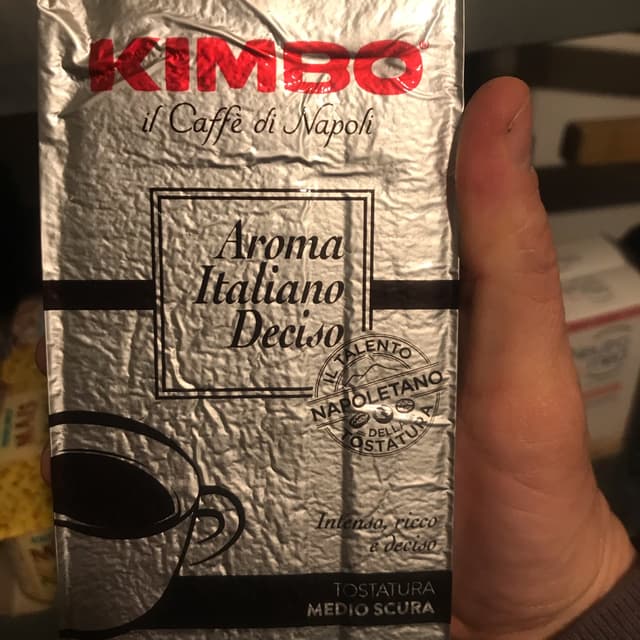 KIMBO
il Caffè di Napoli
Aroma
Italiano
Deciso
IL TALENTO
NAPOLETANO
DELLA
TOSTATURA
Intenso, ricco
e deciso
TOSTATURA
MEDIO SCURA